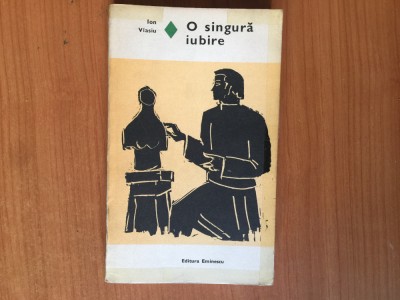 Ion
Vlasiu
O singură
iubire
Editura Eminescu